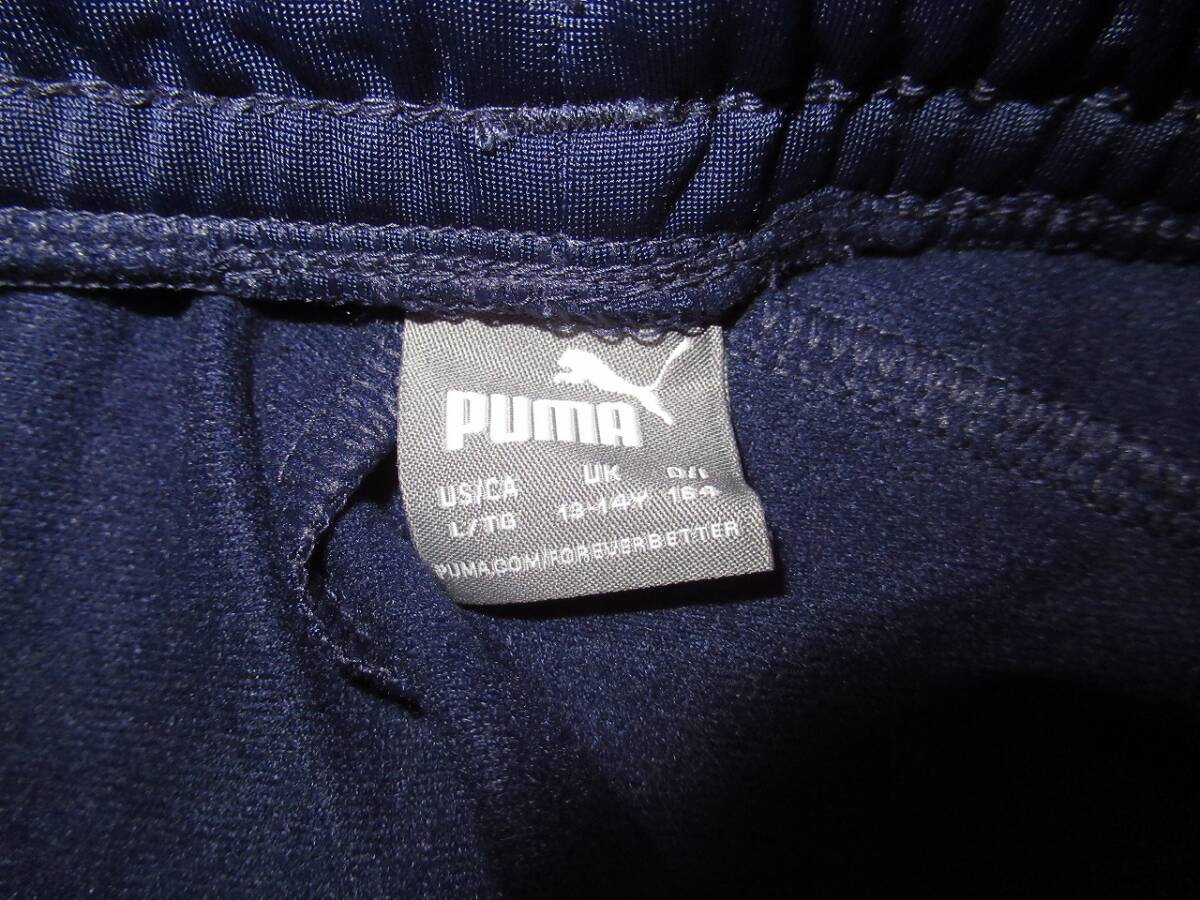 PUMA
US/CA UK D/I
L/TG 13-14Y 164
PUMA.COM/FOREVERBETTER